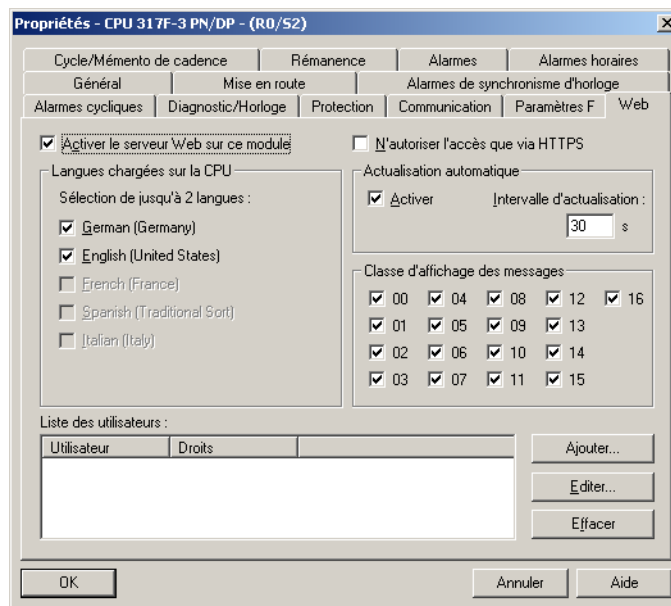 Propriétés - CPU 317F-3 PN/DP - (R0/S2)
Cycle/Mémento de cadence Rémanence Alarmes Alarmes horaires
Général Mise en route Alarmes de synchronisme d'horloge
Alarmes cycliques Diagnostic/Horloge Protection Communication Paramètres F Web
Activer le serveur Web sur ce module N'autoriser l'accès que via HTTPS
Langues chargées sur la CPU
Sélection de jusqu'à 2 langues :
German (Germany)
English (United States)
French (France)
Spanish (Traditional Sort)
Italian (Italy)
Actualisation automatique
Activer Intervalle d'actualisation :
30 s
Classe d'affichage des messages
00 04 08 12 16
01 05 09 13
02 06 10 14
03 07 11 15
Liste des utilisateurs :
Utilisateur Droits
Ajouter...
Editer...
Effacer
OK Annuler Aide